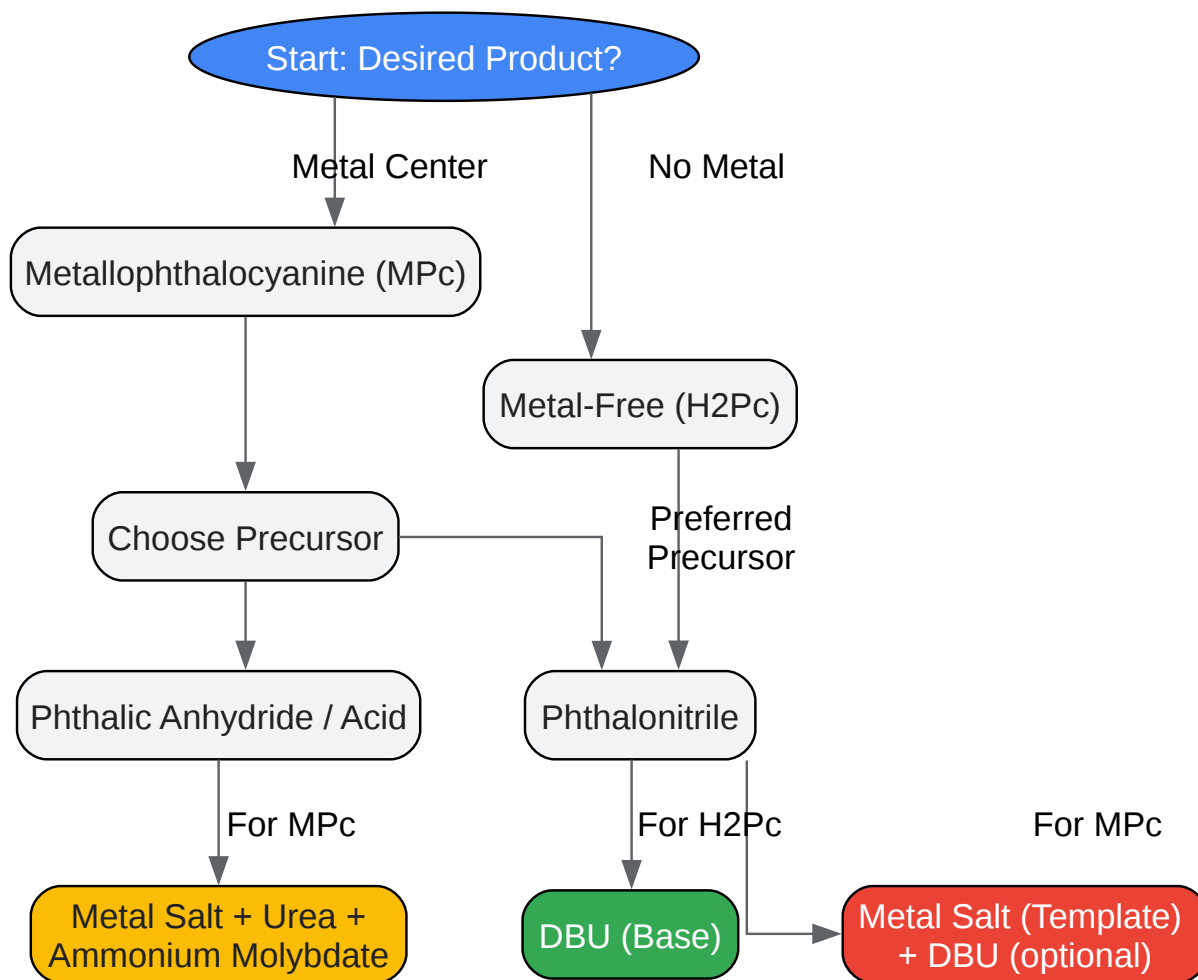 Start: Desired Product?
Metal Center
No Metal
Metallophthalocyanine (MPc)
Metal-Free (H2Pc)
Choose Precursor
Preferred
Precursor
Phthalic Anhydride / Acid
Phthalonitrile
For MPc
For H2Pc
For MPc
Metal Salt + Urea +
Ammonium Molybdate
DBU (Base)
Metal Salt (Template)
+ DBU (optional)